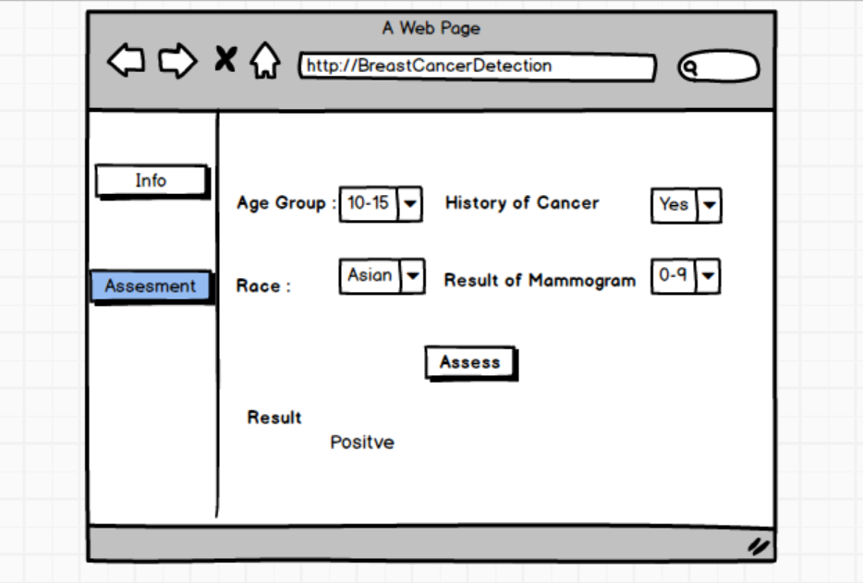 A Web Page
http://BreastCancerDetection
Info
Age Group : 10-15 History of Cancer Yes
Assesment
Race : Asian Result of Mammogram 0-9
Assess
Result
Positve